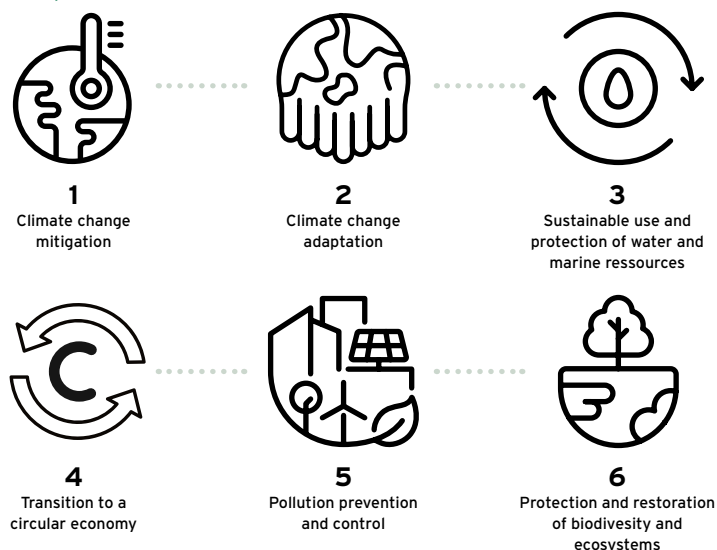 1
Climate change
mitigation
2
Climate change
adaptation
3
Sustainable use and
protection of water and
marine ressources
C
4
Transition to a
circular economy
5
Pollution prevention
and control
6
Protection and restoration
of biodivesity and
ecosystems